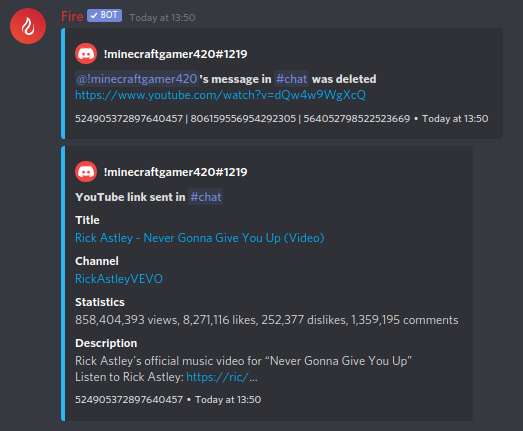 Fire ✓ BOT Today at 13:50
!minecraftgamer420#1219
@!minecraftgamer420's message in #chat was deleted
https://www.youtube.com/watch?v=dQw4w9WgXcQ
524905372897640457 | 806159556954292305 | 564052798522523669 • Today at 13:50
!minecraftgamer420#1219
YouTube link sent in #chat
Title
Rick Astley - Never Gonna Give You Up (Video)
Channel
RickAstleyVEVO
Statistics
858,404,393 views, 8,271,116 likes, 252,377 dislikes, 1,359,195 comments
Description
Rick Astley's official music video for “Never Gonna Give You Up”
Listen to Rick Astley: https://ric/...
524905372897640457 • Today at 13:50